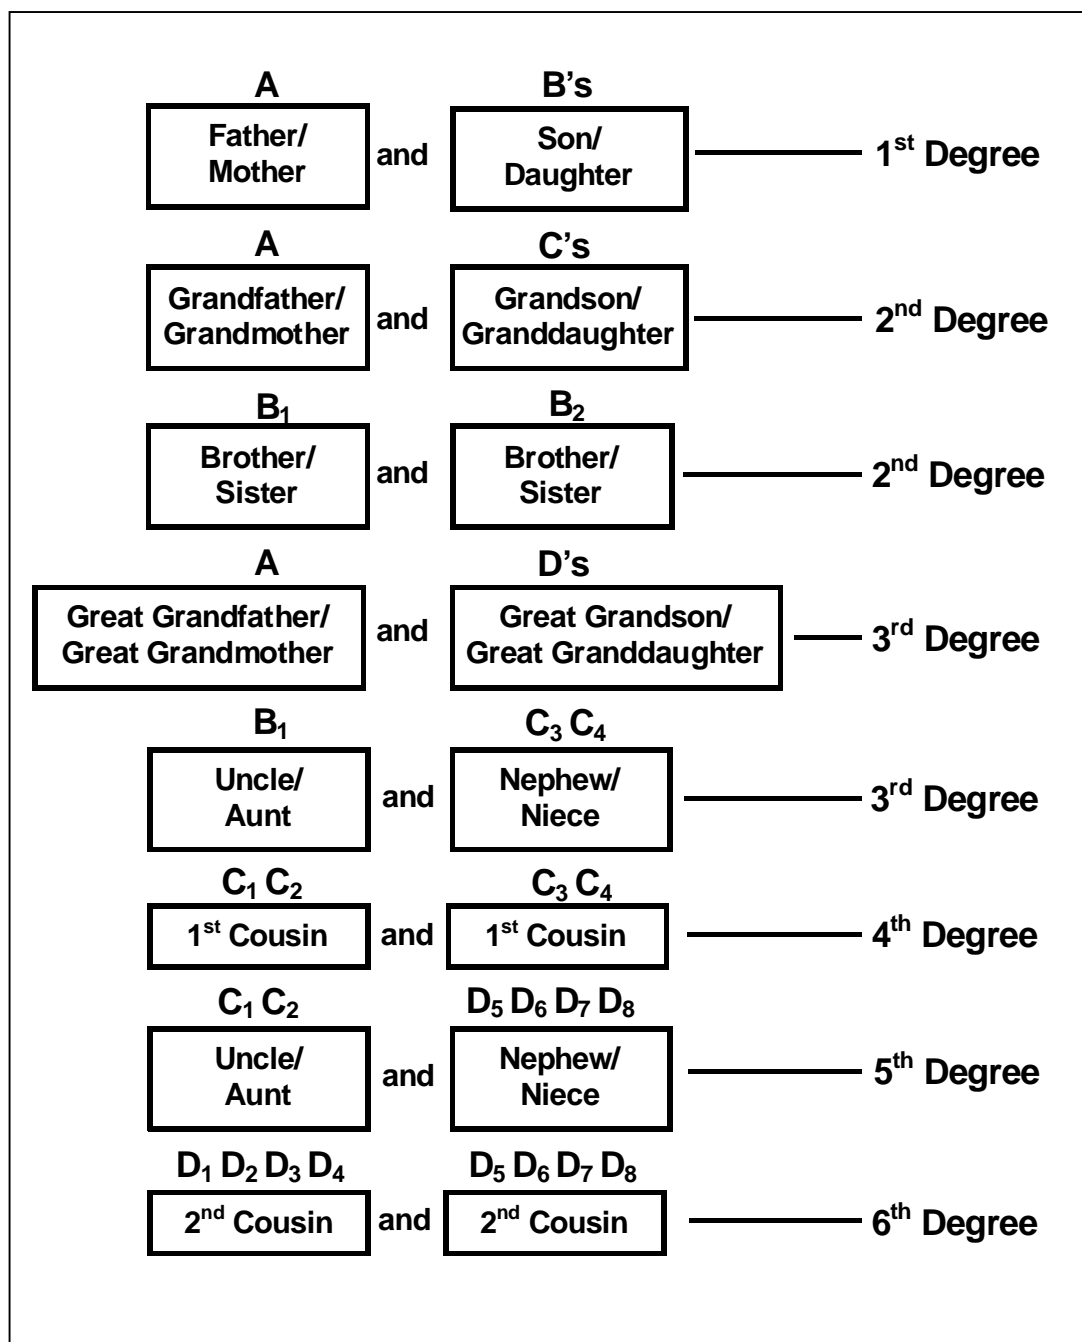 A B's
Father/ Son/
Mother and Daughter 1st Degree
A C's
Grandfather/ Grandson/
Grandmother and Granddaughter 2nd Degree
B1 B2
Brother/ Brother/
Sister and Sister 2nd Degree
A D's
Great Grandfather/ Great Grandson/
Great Grandmother and Great Granddaughter 3rd Degree
B1 C3 C4
Uncle/ Nephew/
Aunt and Niece 3rd Degree
C1 C2 C3 C4
1st Cousin and 1st Cousin 4th Degree
C1 C2 D5 D6 D7 D8
Uncle/ Nephew/
Aunt and Niece 5th Degree
D1 D2 D3 D4 D5 D6 D7 D8
2nd Cousin and 2nd Cousin 6th Degree